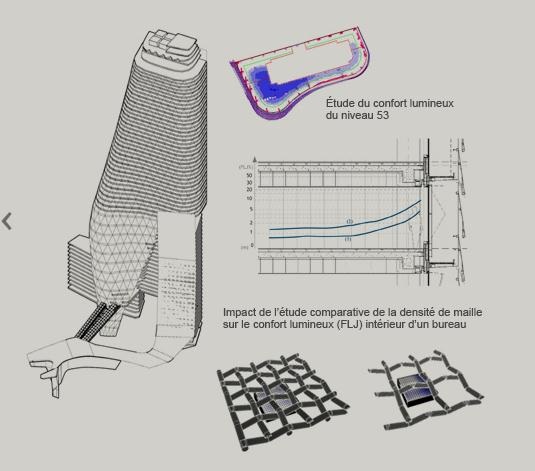 Étude du confort lumineux
du niveau 53
(FLJ%)
50
30
20
10
5
2
1
0
(m)
(2)
(1)
Impact de l'étude comparative de la densité de maille
sur le confort lumineux (FLJ) intérieur d'un bureau